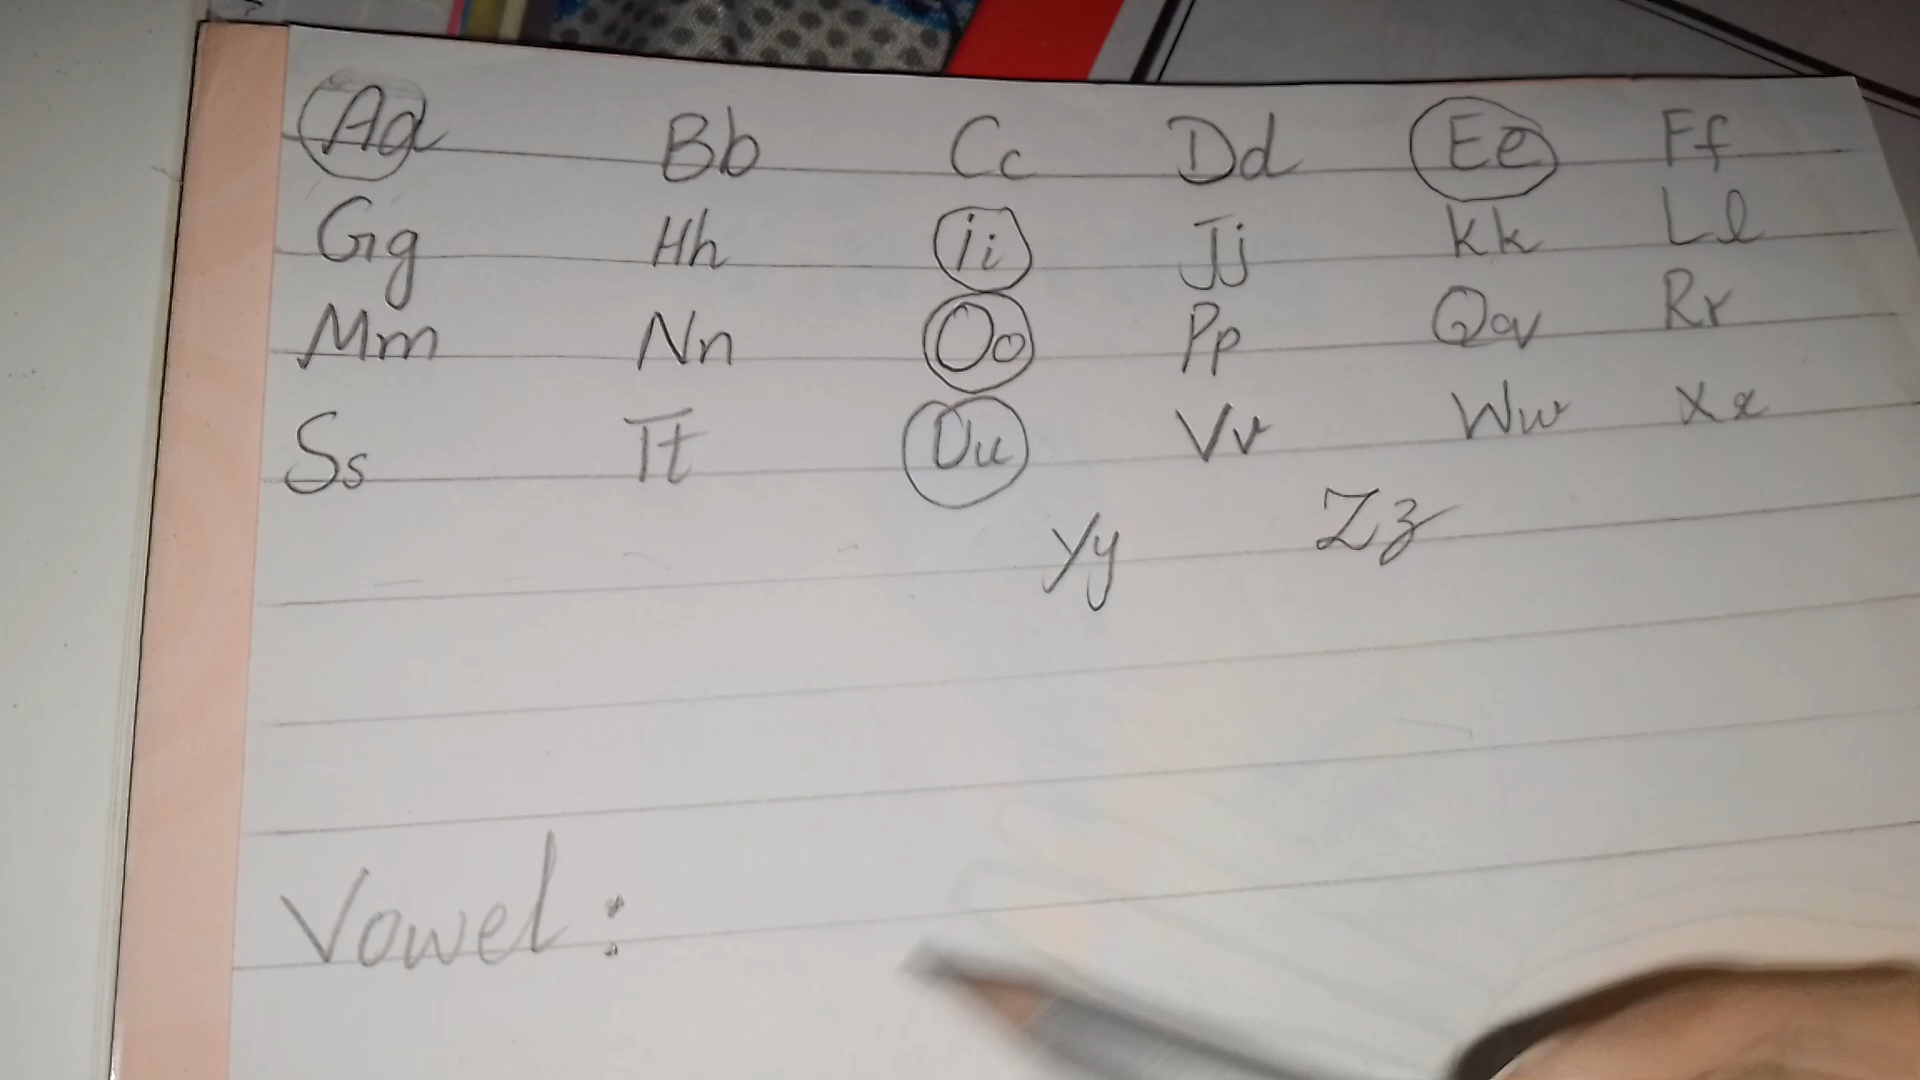 Aa Bb Cc Dd Ee Ff
Gg Hh Ii Jj Kk Ll
Mm Nn Oo Pp Qq Rr
Ss Tt Uu Vv Ww Xx
Yy Zz
Vowel: